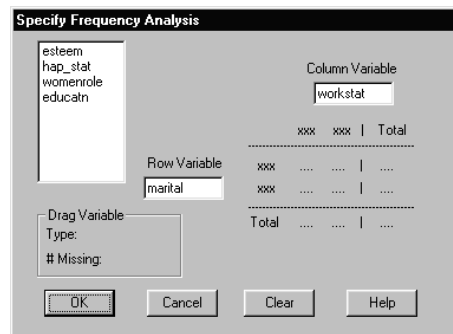 Specify Frequency Analysis
esteem
hap_stat
womenrole
educatn
Column Variable
workstat
xxx xxx | Total
Row Variable
marital
xxx .... .... | ....
xxx .... .... | ....
Total .... .... | ....
Drag Variable
Type:
# Missing:
OK Cancel Clear Help